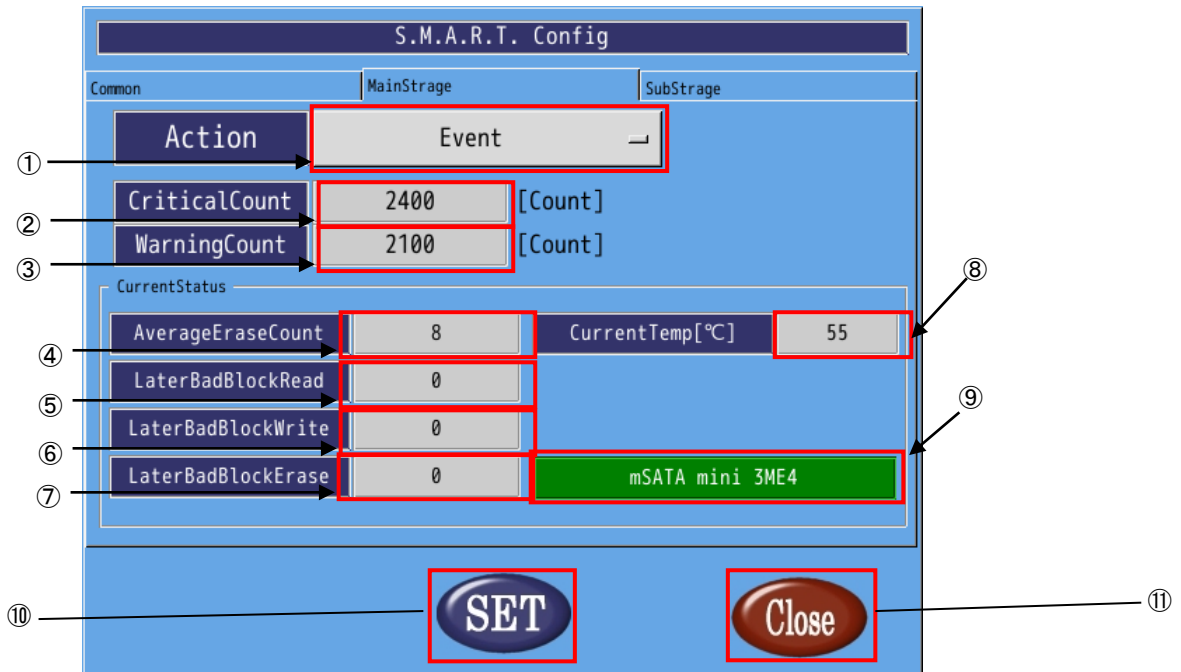 S.M.A.R.T. Config
Common MainStrage SubStrage
① Action Event
② CriticalCount 2400 [Count]
③ WarningCount 2100 [Count]
CurrentStatus
④ AverageEraseCount 8 CurrentTemp[℃] 55 ⑧
⑤ LaterBadBlockRead 0
⑥ LaterBadBlockWrite 0
⑦ LaterBadBlockErase 0 mSATA mini 3ME4 ⑨
⑩ SET Close ⑪